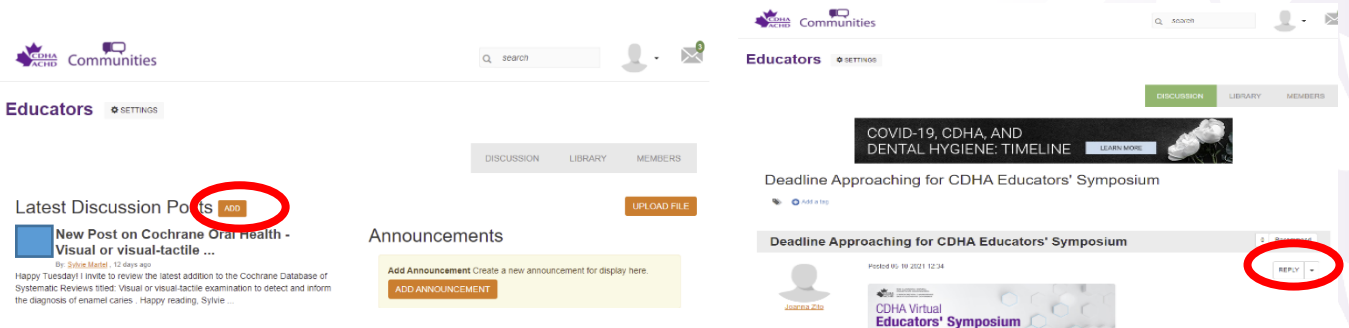 CDHA
ACHD
Communities
search
3
Educators
SETTINGS
DISCUSSION LIBRARY MEMBERS
Latest Discussion Posts ADD
UPLOAD FILE
New Post on Cochrane Oral Health -
Visual or visual-tactile ...
By: Sylvie Martel , 12 days ago
Happy Tuesday! I invite to review the latest addition to the Cochrane Database of
Systematic Reviews titled: Visual or visual-tactile examination to detect and inform
the diagnosis of enamel caries . Happy reading, Sylvie ...
Announcements
Add Announcement Create a new announcement for display here.
ADD ANNOUNCEMENT
CDHA
ACHD
Communities
search
Educators
SETTINGS
DISCUSSION LIBRARY MEMBERS
COVID-19, CDHA, AND
DENTAL HYGIENE: TIMELINE
LEARN MORE
Deadline Approaching for CDHA Educators' Symposium
Add a tag
Deadline Approaching for CDHA Educators' Symposium
Recommend
Joanna Zito
Posted 05-10-2021 12:34
REPLY
CDHA Virtual
Educators' Symposium